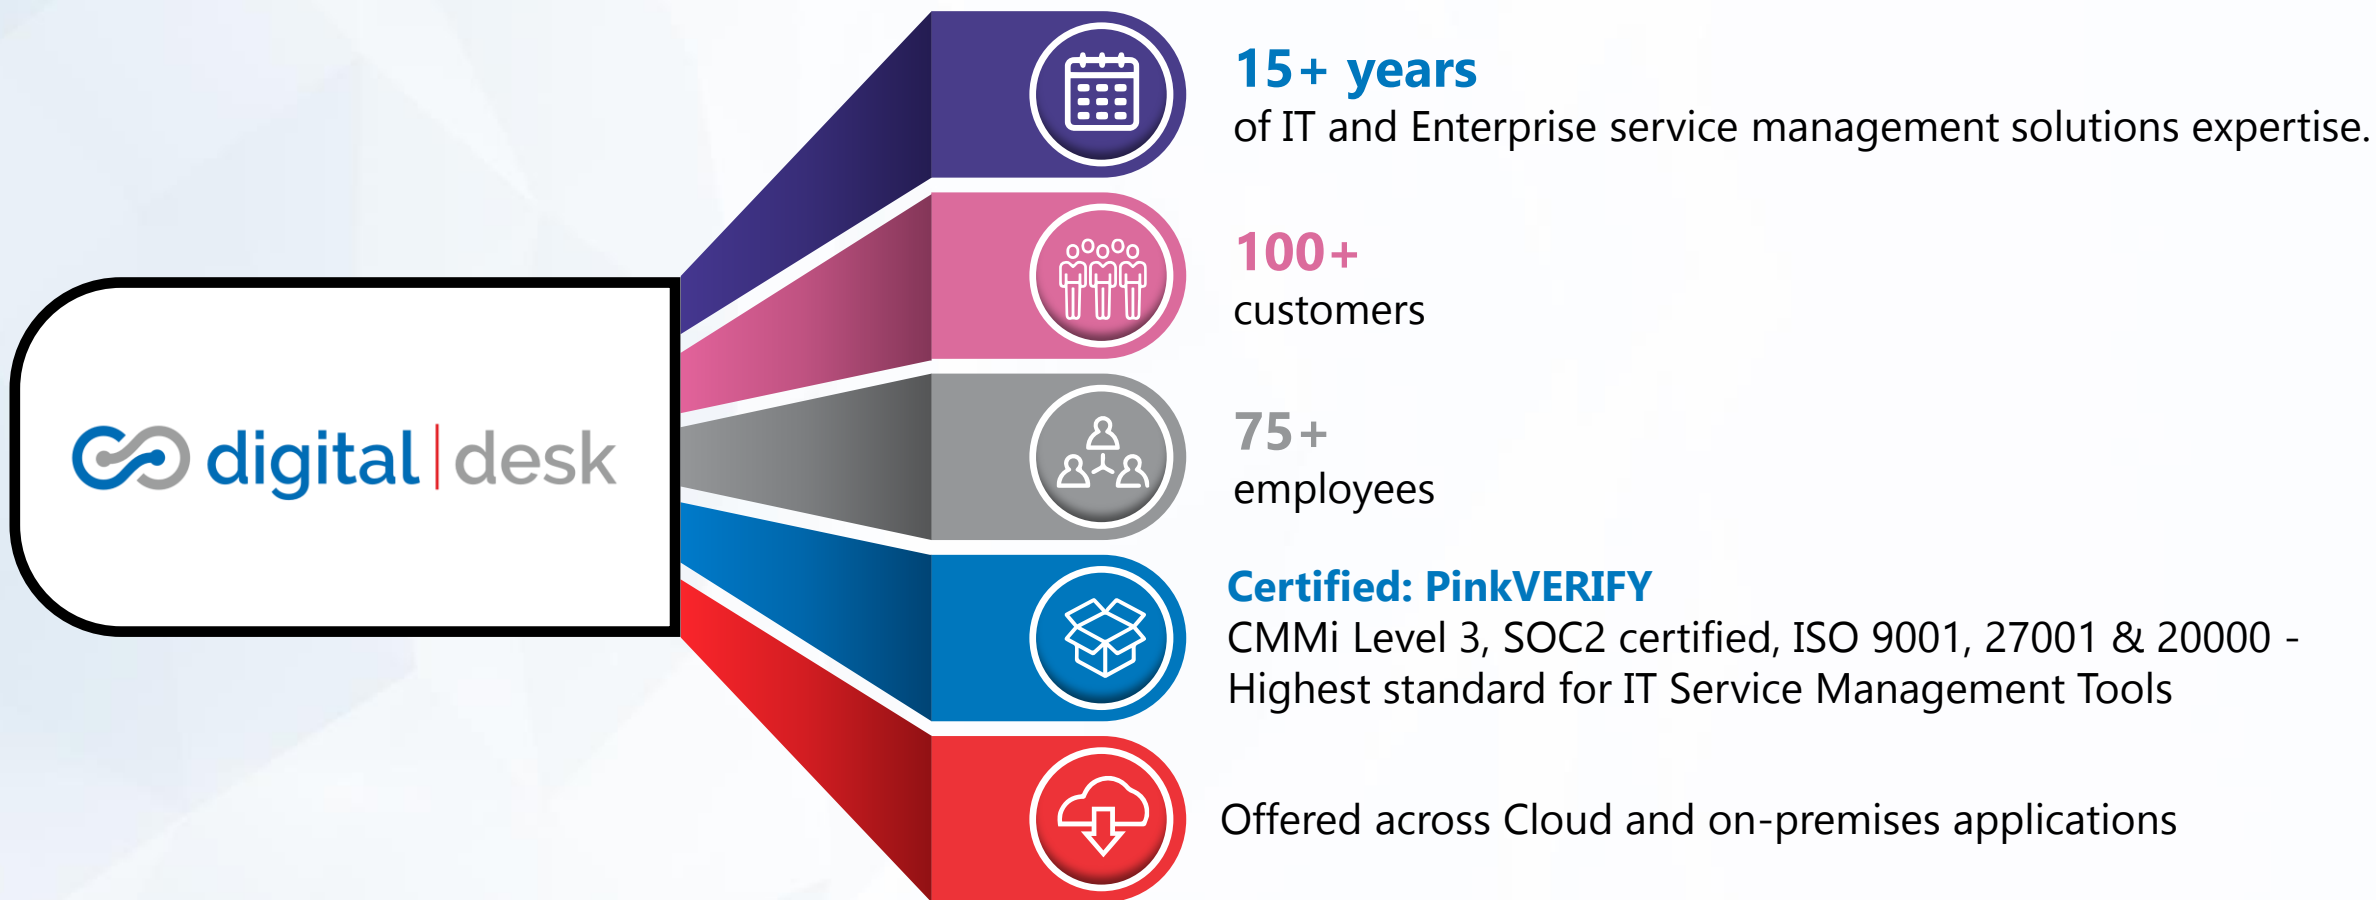 digital | desk
15+ years
of IT and Enterprise service management solutions expertise.
100+
customers
75+
employees
Certified: PinkVERIFY
CMMi Level 3, SOC2 certified, ISO 9001, 27001 & 20000 -
Highest standard for IT Service Management Tools
Offered across Cloud and on-premises applications